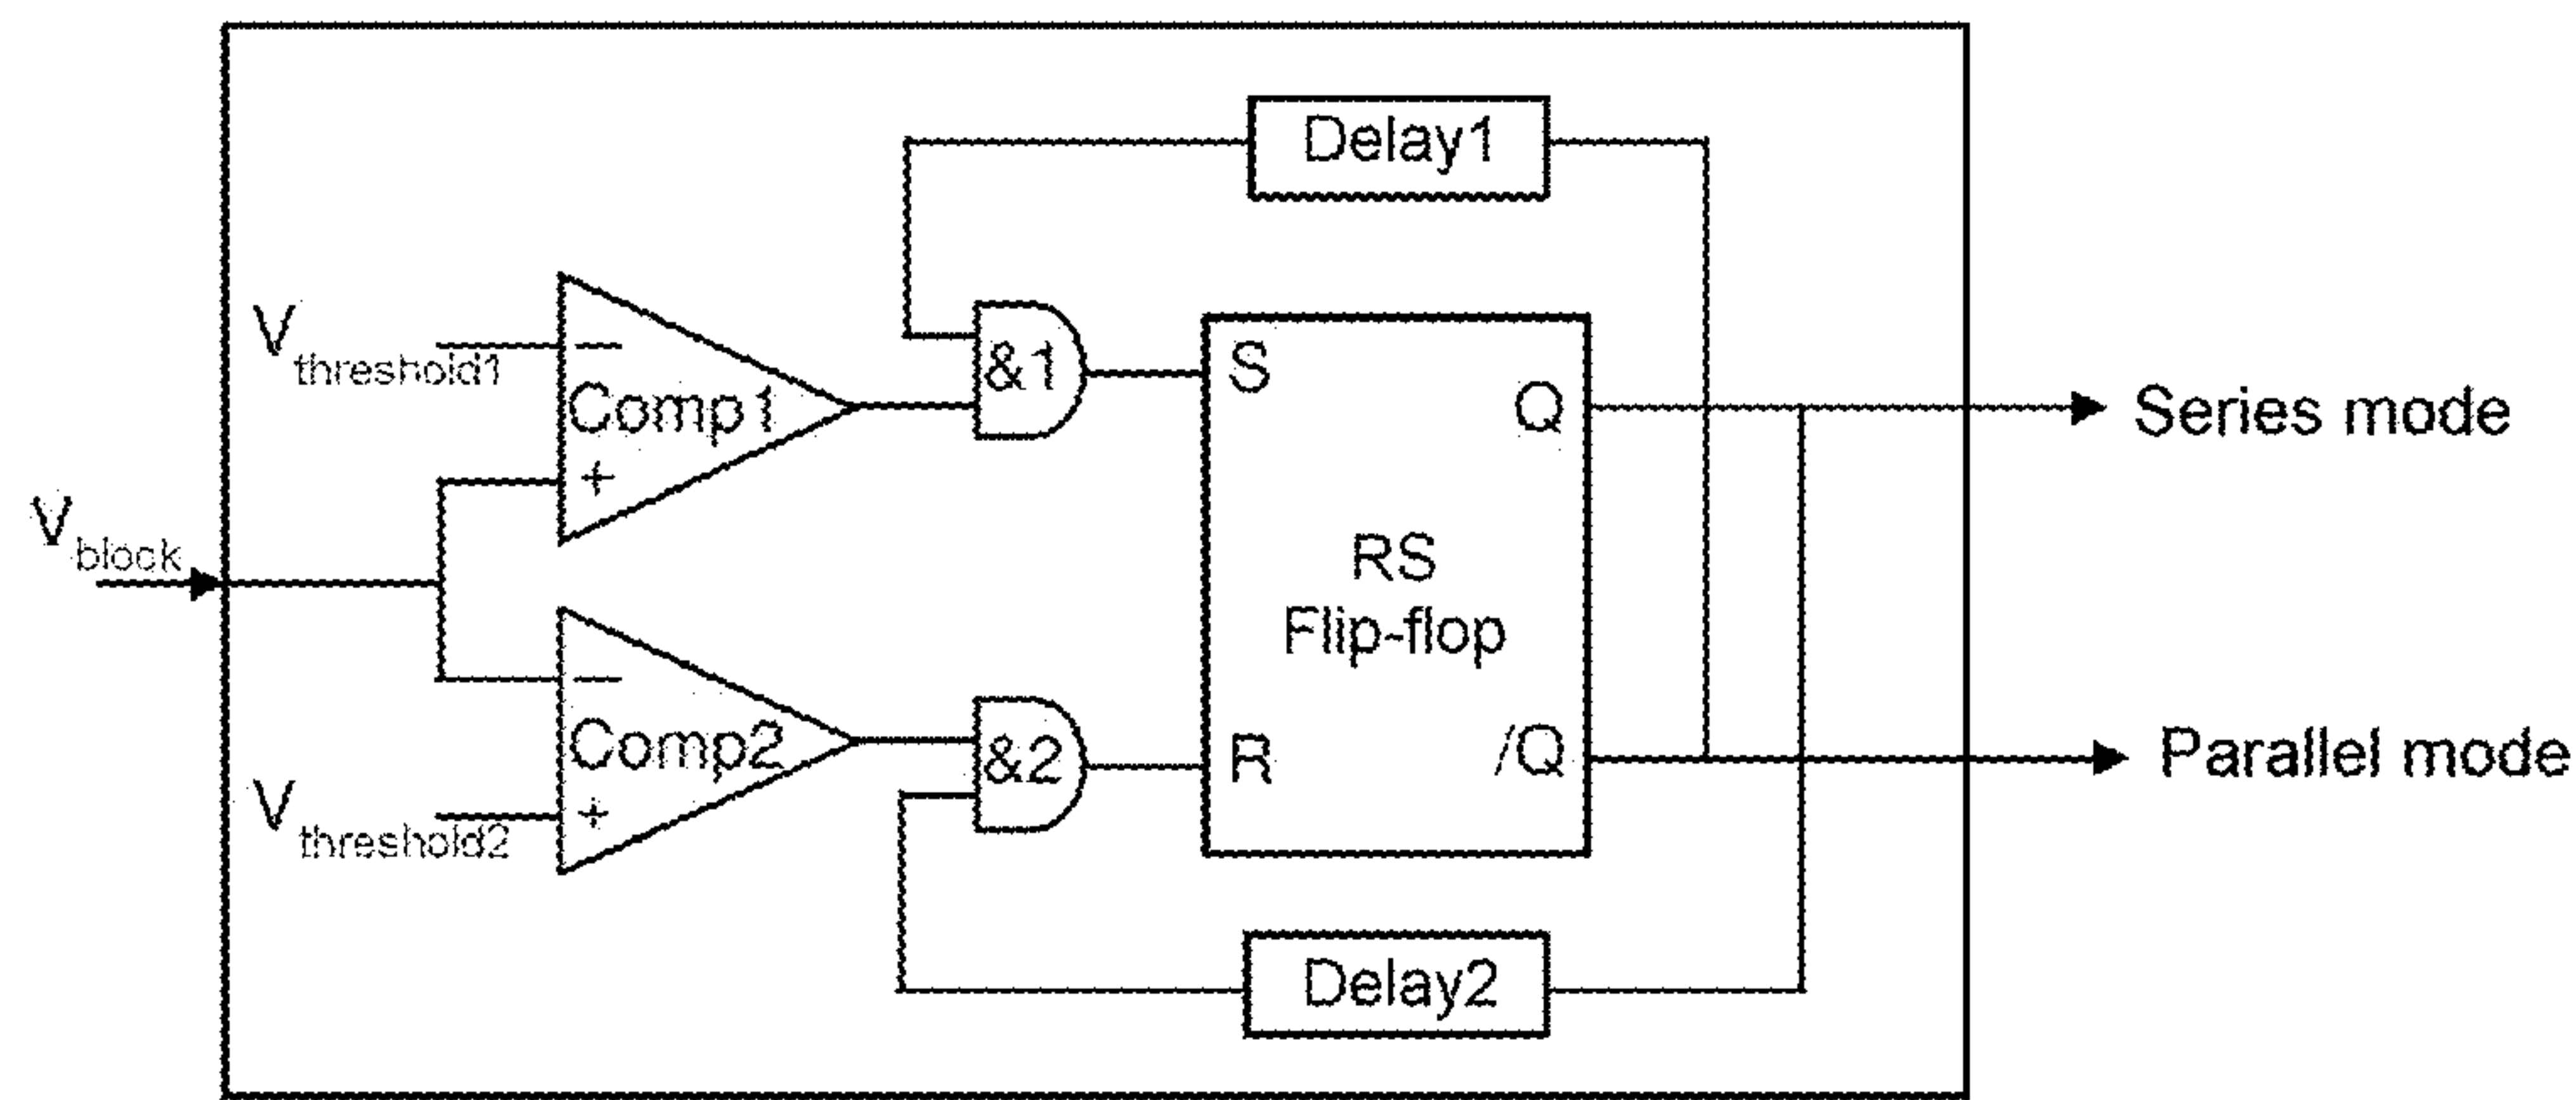 Delay1
V threshold1
−
Comp1
+
&1
S
Q
Series mode
V block
RS
Flip-flop
−
Comp2
+
V threshold2
&2
R
/Q
Parallel mode
Delay2